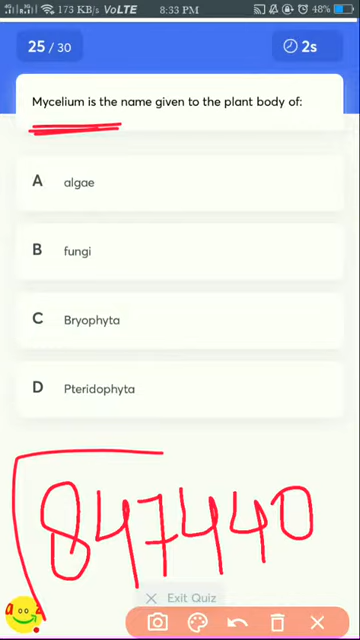 173 KB/s VoLTE 8:33 PM 48%
25 / 30 2s
Mycelium is the name given to the plant body of:
A algae
B fungi
C Bryophyta
D Pteridophyta
847440
Exit Quiz